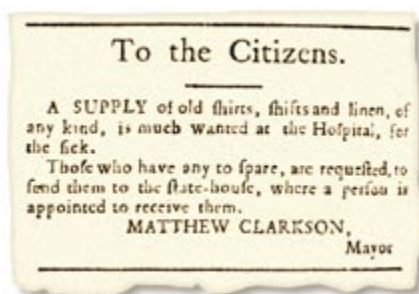 To the Citizens.
A SUPPLY of old ſhirts, ſhifts and linen, of
any kind, is much wanted at the Hoſpital, for
the ſick.
Thoſe who have any to ſpare, are requeſted, to
ſend them to the ſtate-houſe, where a perſon is
appointed to receive them.
MATTHEW CLARKSON,
Mayor